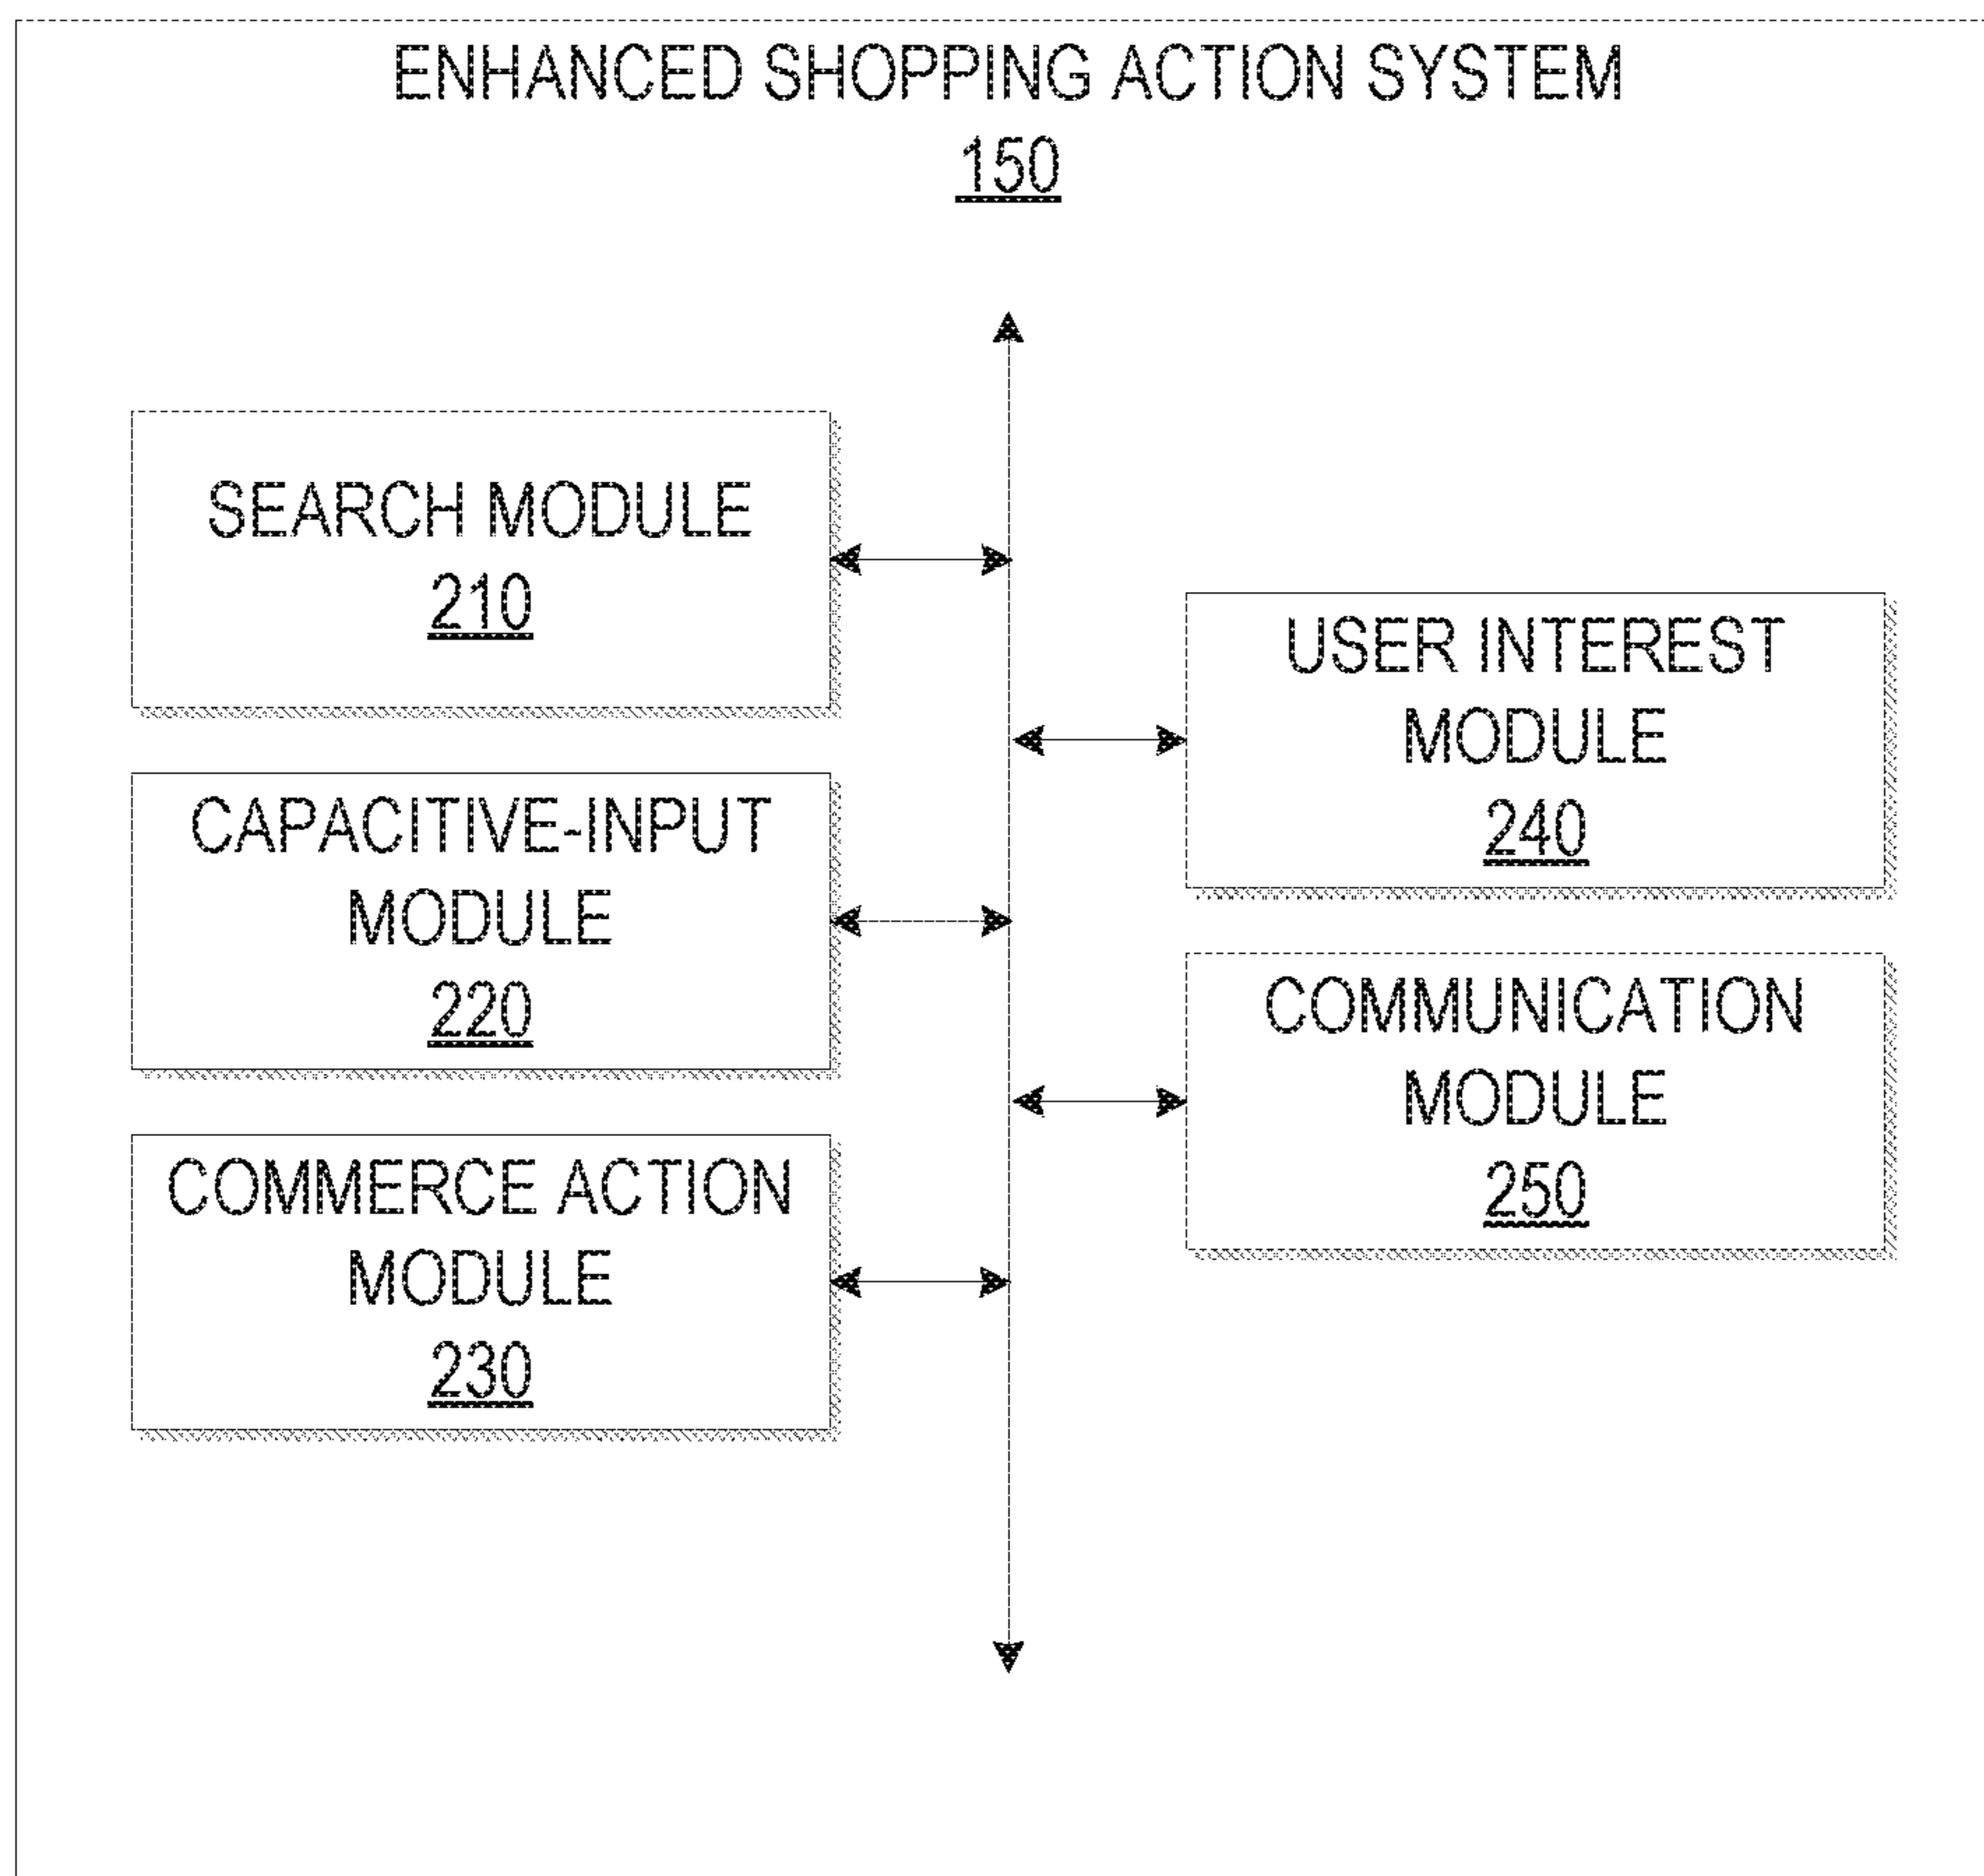 ENHANCED SHOPPING ACTION SYSTEM
150
SEARCH MODULE
210
CAPACITIVE-INPUT
MODULE
220
COMMERCE ACTION
MODULE
230
USER INTEREST
MODULE
240
COMMUNICATION
MODULE
250